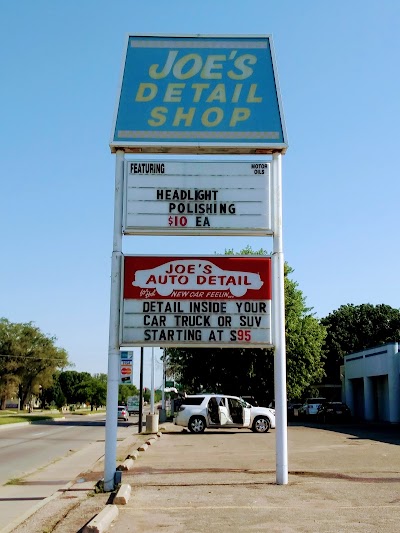 JOE'S
DETAIL
SHOP
FEATURING
MOTOR
OILS
HEADLIGHT
POLISHING
$10 EA
JOE'S
AUTO DETAIL
NEW CAR FEELIN'...
DETAIL INSIDE YOUR
CAR TRUCK OR SUV
STARTING AT $95